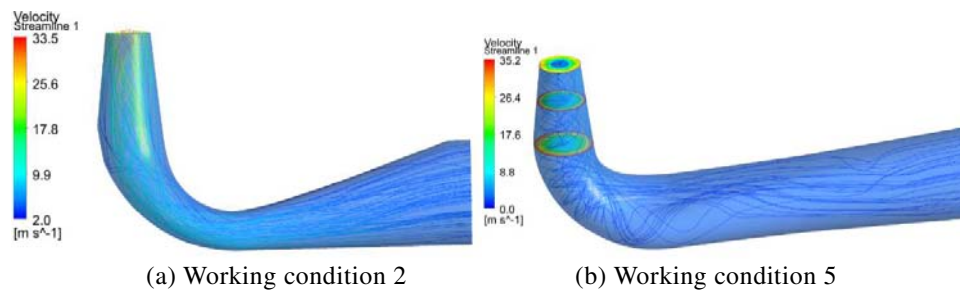 Velocity
Streamline 1
33.5
25.6
17.8
9.9
2.0
[m s^-1]
Velocity
Streamline 1
35.2
26.4
17.6
8.8
0.0
[m s^-1]
(a) Working condition 2
(b) Working condition 5